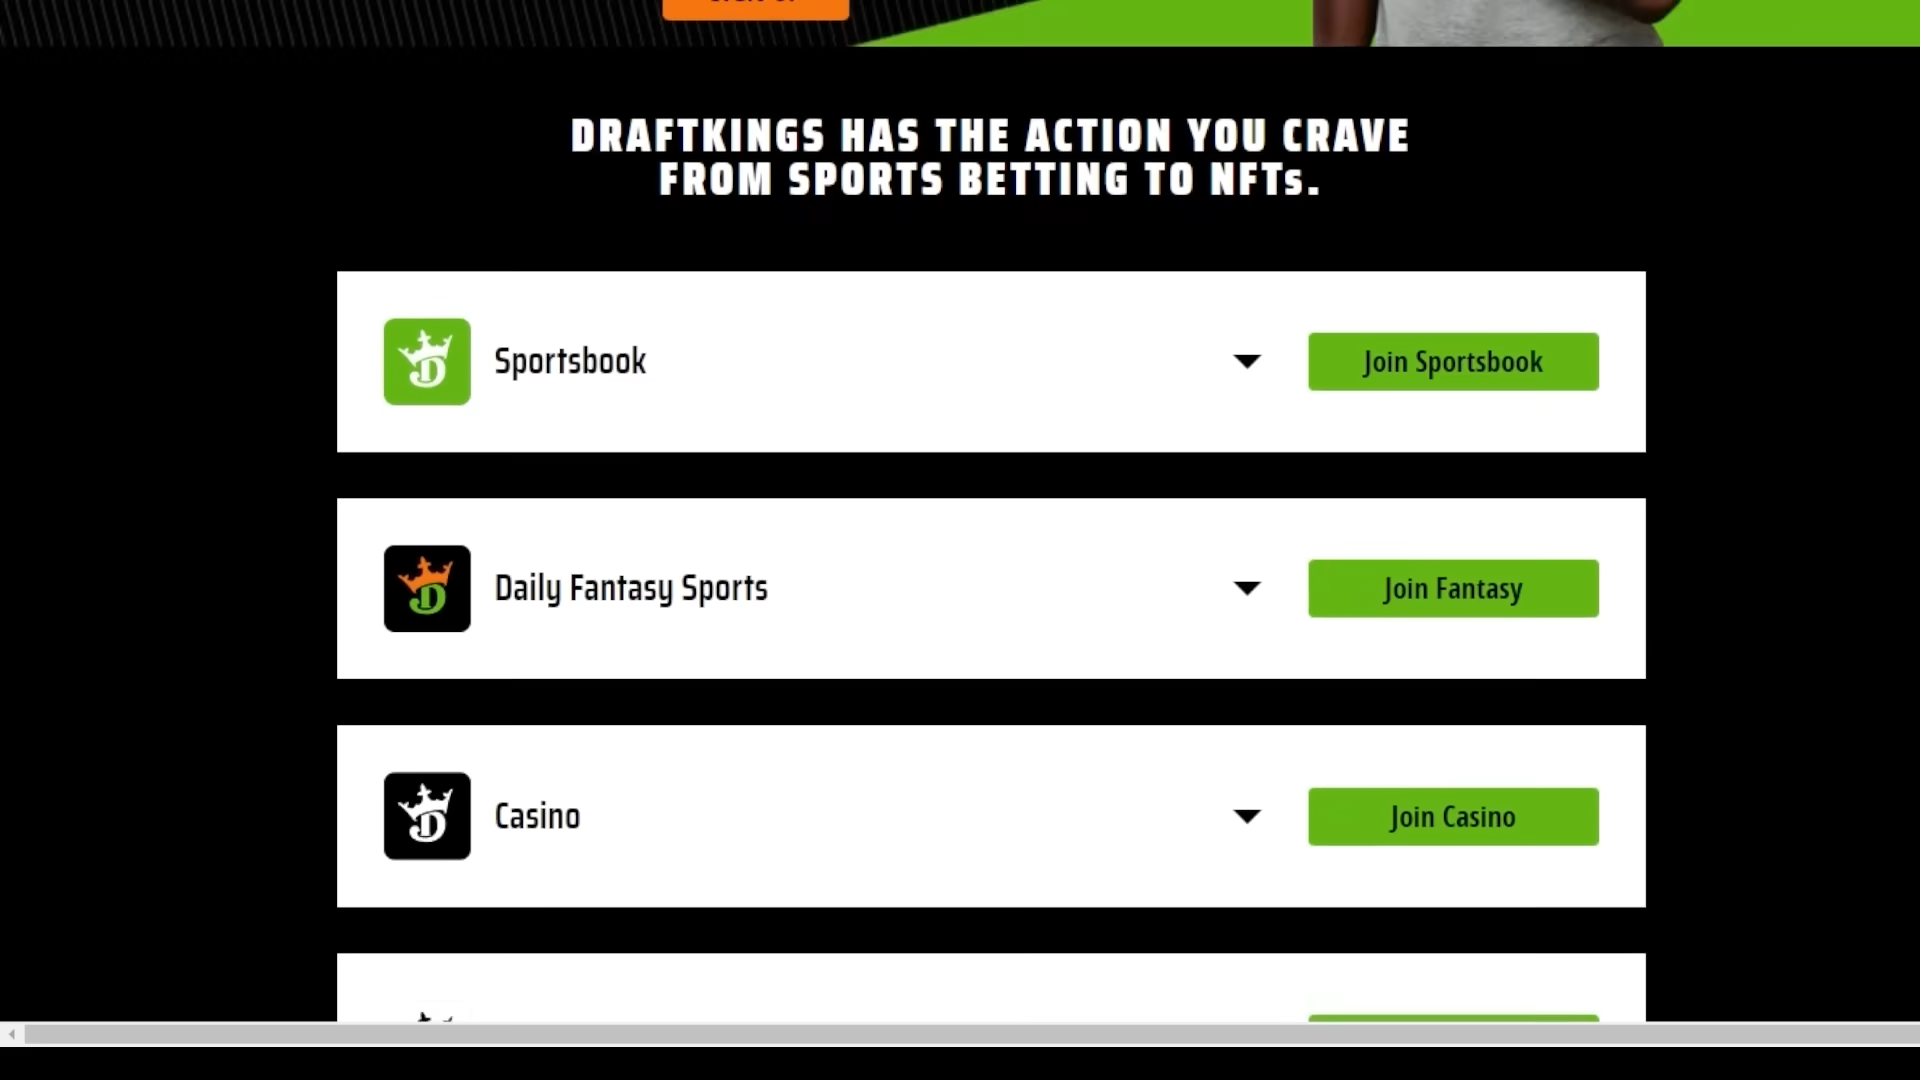 DRAFTKINGS HAS THE ACTION YOU CRAVE
FROM SPORTS BETTING TO NFTs.
Sportsbook
Join Sportsbook
Daily Fantasy Sports
Join Fantasy
Casino
Join Casino